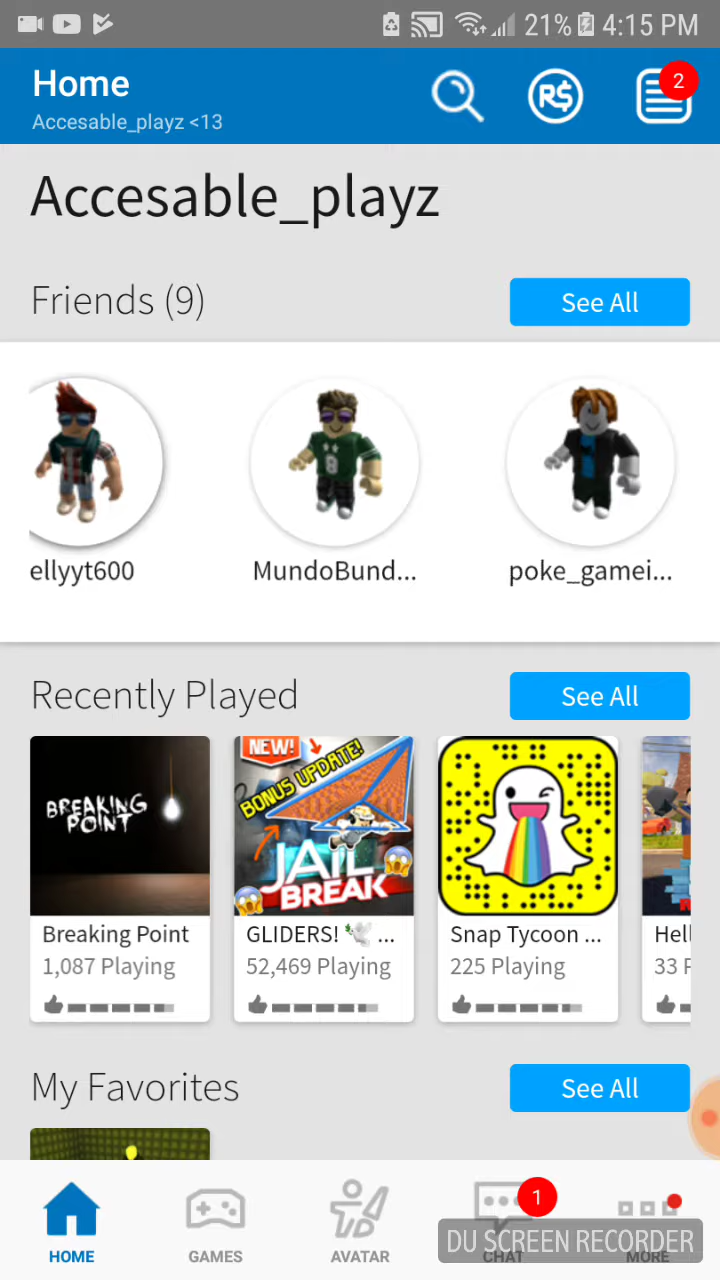 21% 4:15 PM
Home
Accesable_playz <13
R$
2
Accesable_playz
Friends (9)
See All
8
ellyyt600
MundoBund...
poke_gamei...
Recently Played
See All
BREAKING
POINT
NEW!
BONUS UPDATE!
JAIL
BREAK
Breaking Point
GLIDERS! 🕊 ...
Snap Tycoon ...
Hell
1,087 Playing
52,469 Playing
225 Playing
33 P
My Favorites
See All
1
HOME
GAMES
AVATAR
CHAT
MORE
DU SCREEN RECORDER